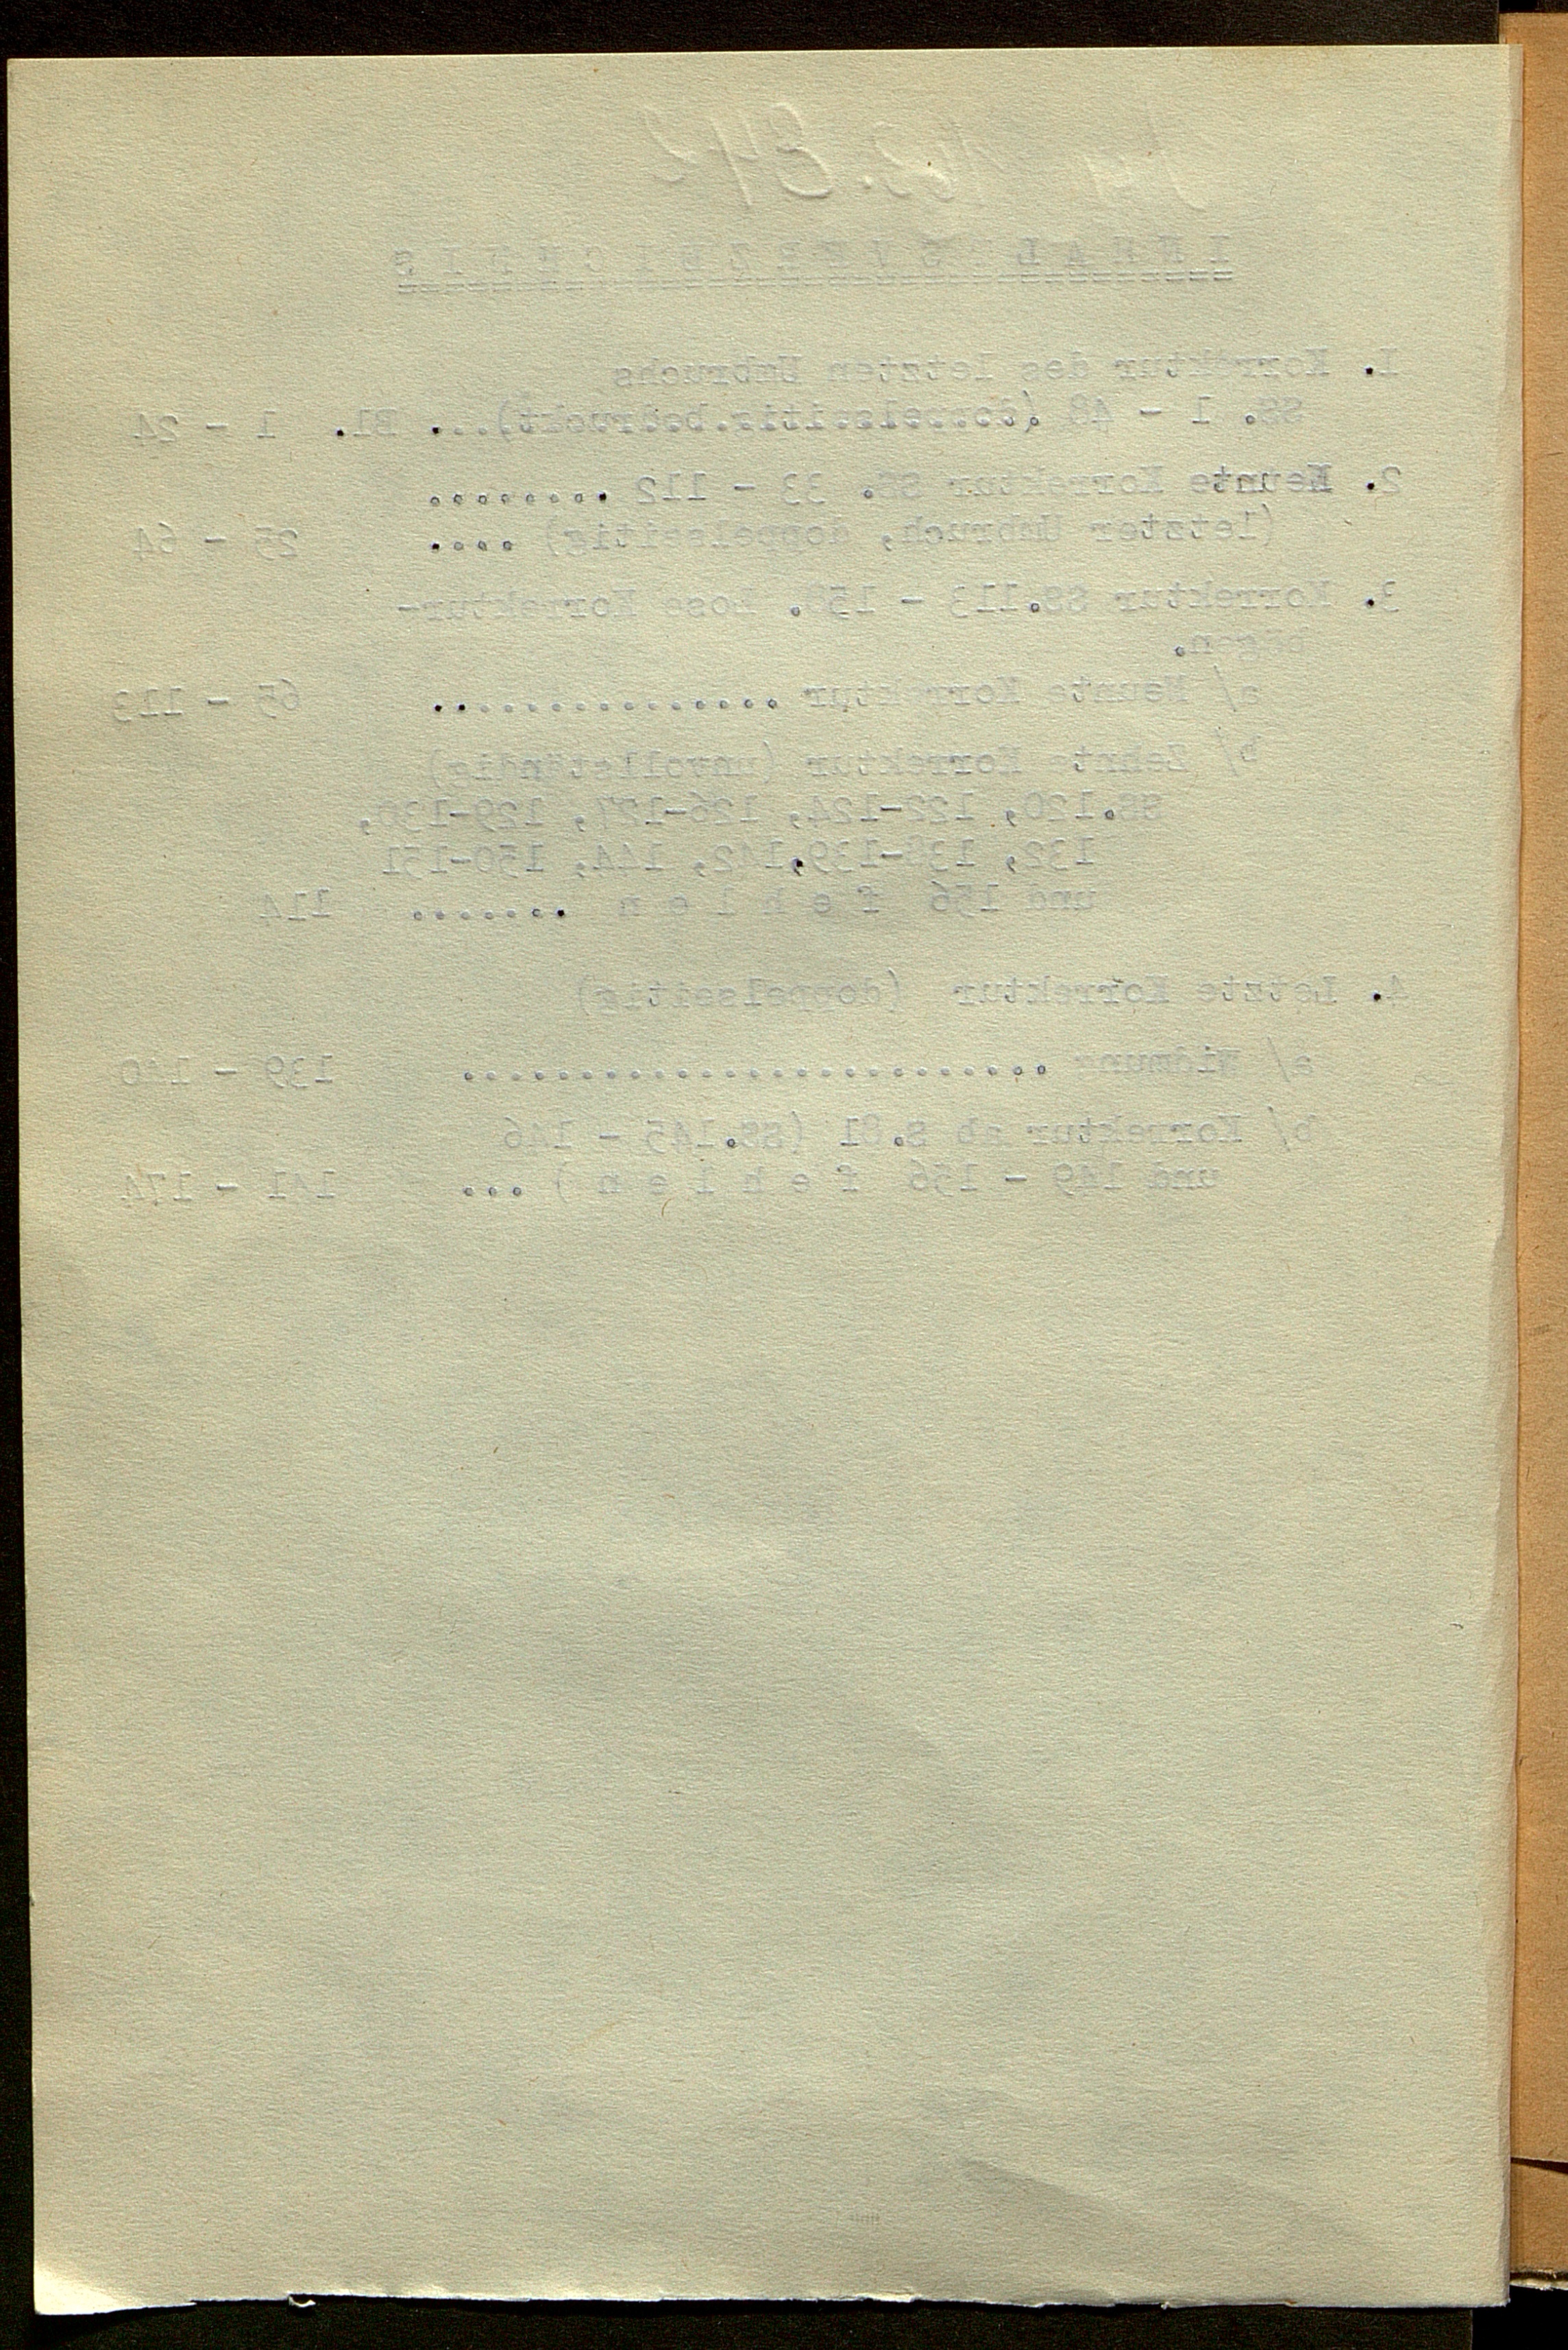 INHALTSVERZEICHNIS
1. Korrektur des letzten Umbruchs
SS. 1 - 48 (doppelseitig.bedruckt)... Bl. 1 - 24
2. Neunte Korrektur SS. 33 - 112 ........
(letzter Umbruch, doppelseitig) .... 25 - 64
3. Korrektur SS.113 - 158. Lose Korrektur-
bögen.
a/ Neunte Korrektur ................ 65 - 113
b/ Zehnte Korrektur (unvollständig)
SS.120, 122-124, 126-127, 129-130,
132, 138-139,142, 144, 150-151
und 156 f e h l e n ....... 114
4. Letzte Korrektur (doppelseitig)
a/ Widmung ........................... 139 - 140
b/ Korrektur ab S.81 (SS.145 - 146
und 149 - 156 f e h l e n ) ... 141 - 174